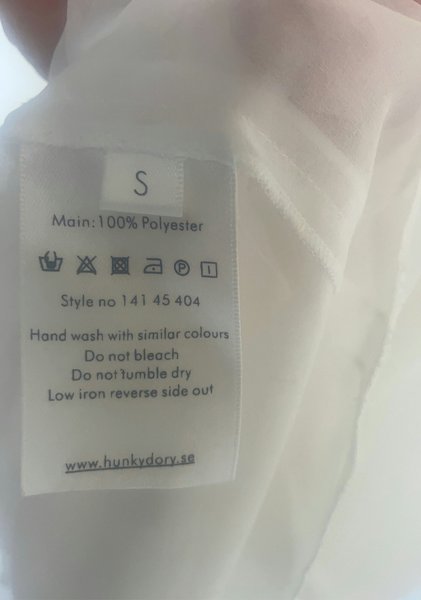 S
Main:100% Polyester
P
Style no 141 45 404
Hand wash with similar colours
Do not bleach
Do not tumble dry
Low iron reverse side out
www.hunkydory.se